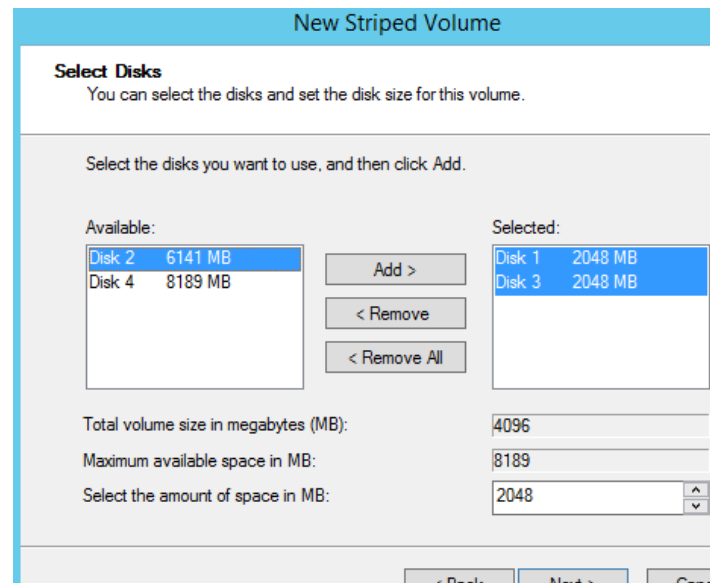 New Striped Volume
Select Disks
You can select the disks and set the disk size for this volume.
Select the disks you want to use, and then click Add.
Available:
Selected:
Disk 2 6141 MB
Disk 4 8189 MB
Add >
< Remove
< Remove All
Disk 1 2048 MB
Disk 3 2048 MB
Total volume size in megabytes (MB): 4096
Maximum available space in MB: 8189
Select the amount of space in MB: 2048
< Back Next >